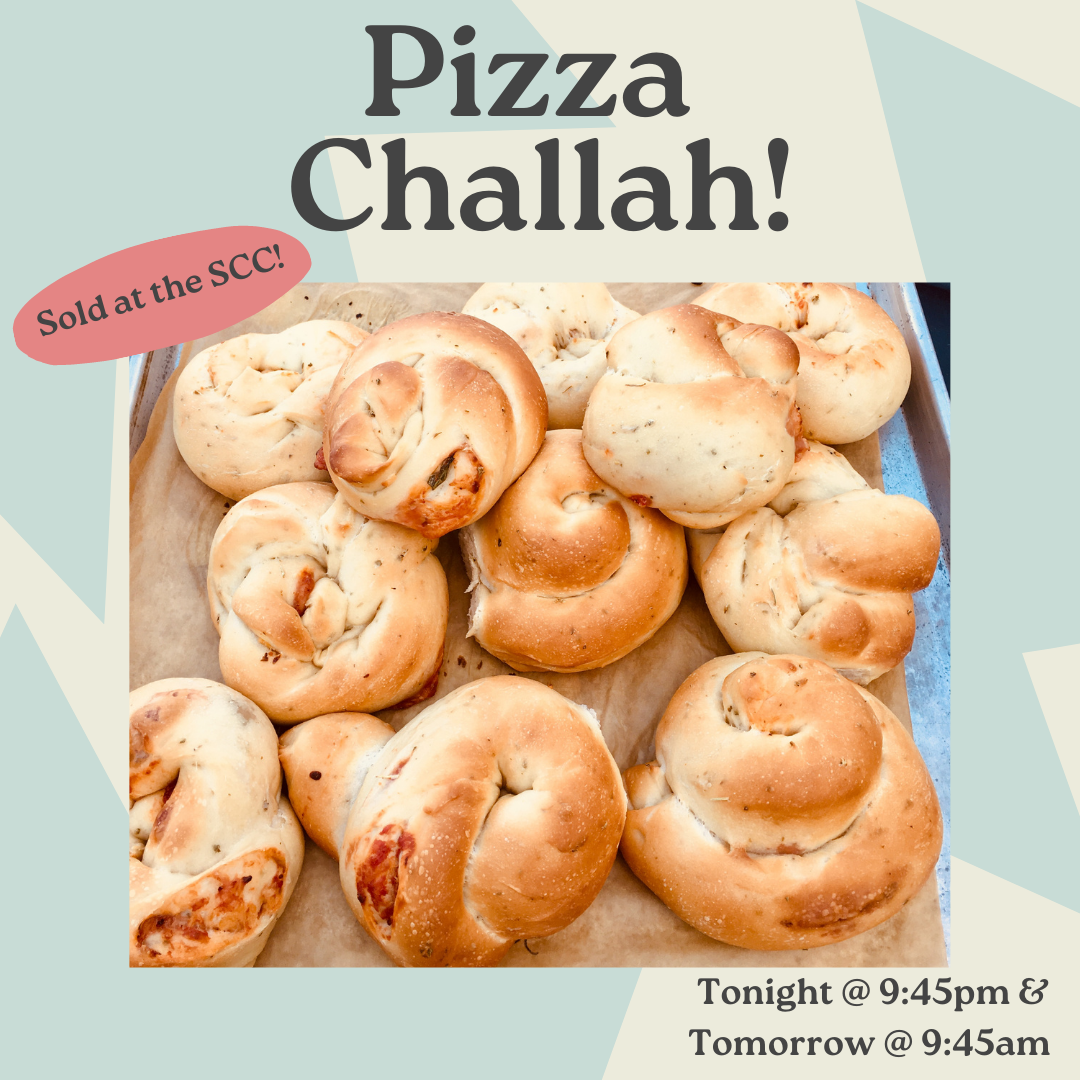 Pizza
Challah!
Sold at the SCC!
Tonight @ 9:45pm &
Tomorrow @ 9:45am